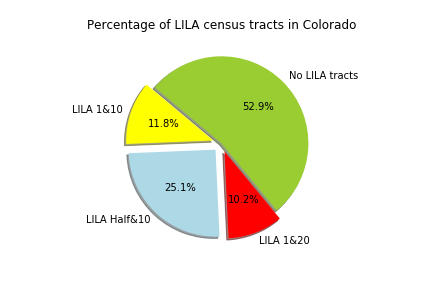 Percentage of LILA census tracts in Colorado
No LILA tracts
52.9%
LILA 1&10
11.8%
25.1%
10.2%
LILA Half&10
LILA 1&20